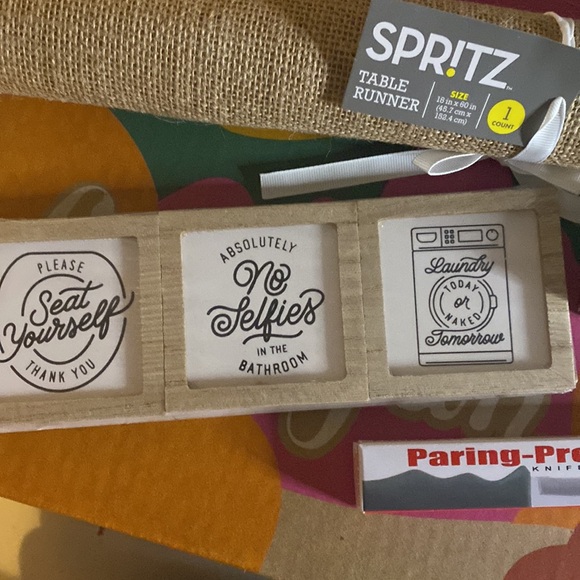 SPRITZ™
TABLE
RUNNER
SIZE
18 in x 60 in
(45.7 cm x
152.4 cm)
1
COUNT
PLEASE
Seat
Yourself
THANK YOU
ABSOLUTELY
No
Selfies
IN THE
BATHROOM
Laundry
TODAY
or
NAKED
Tomorrow
Paring-Pro
KNIFE